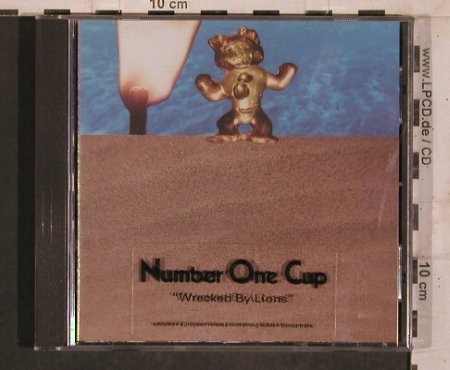 10 cm
www.LPCD.de / CD
Number One Cup
"Wrecked By Lions"
10 cm